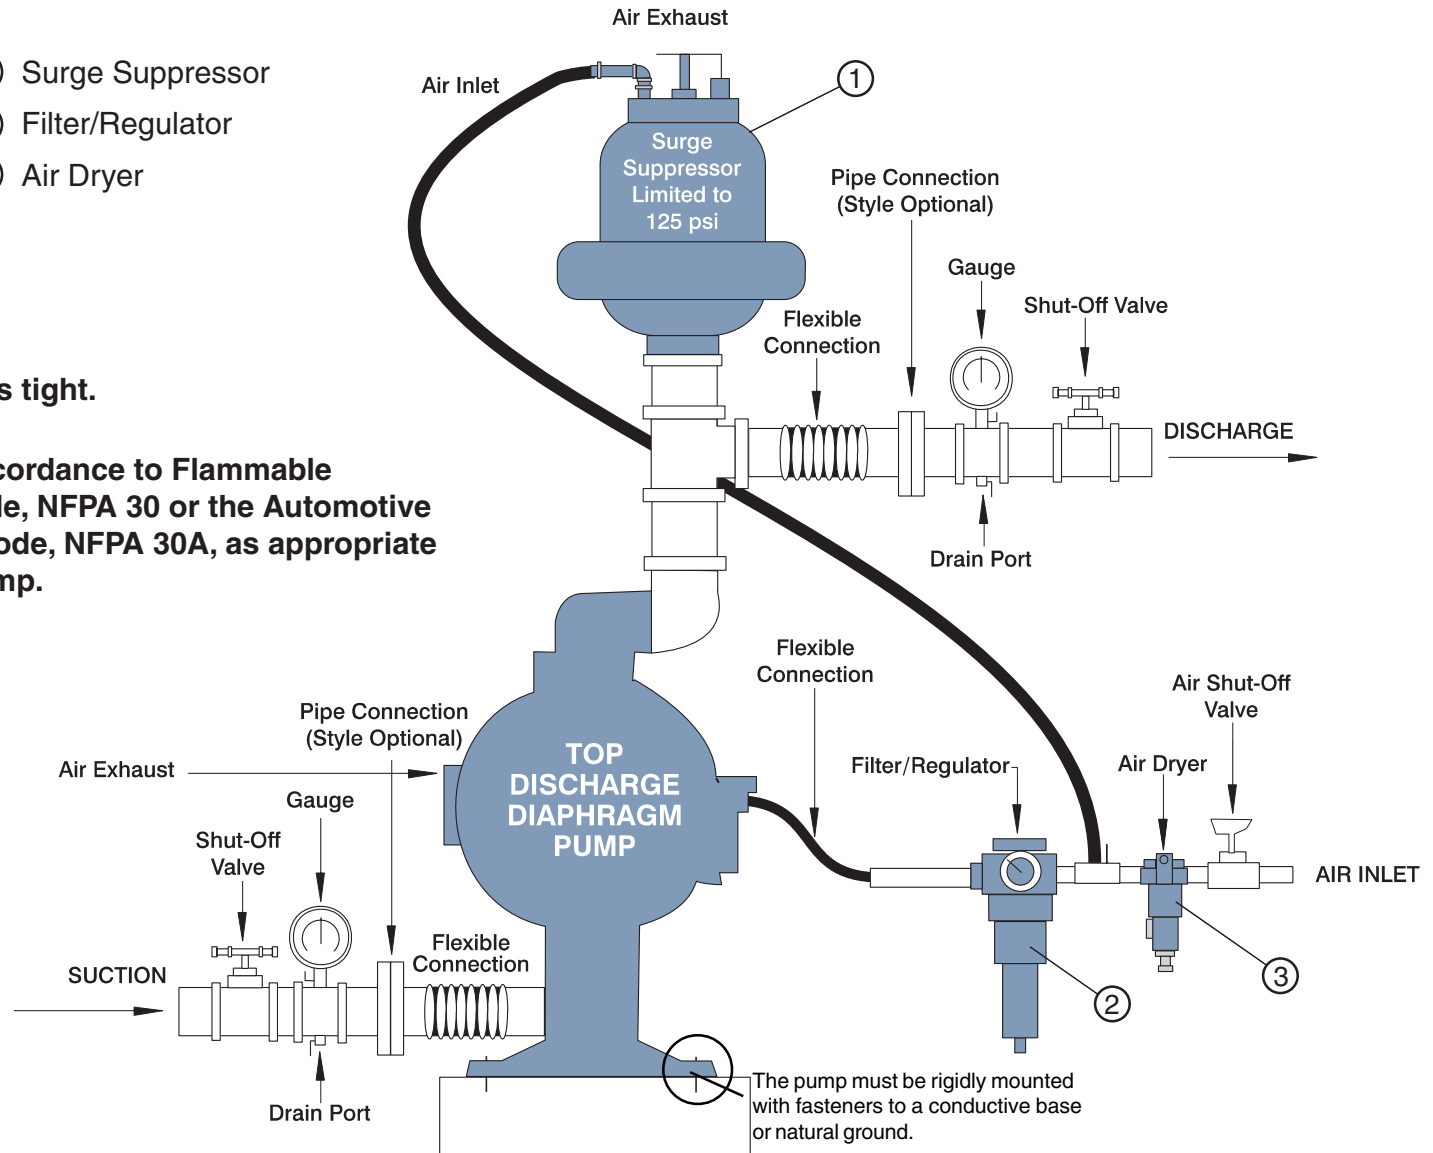 Surge Suppressor
Filter/Regulator
Air Dryer
s tight.
cordance to Flammable
le, NFPA 30 or the Automotive
ode, NFPA 30A, as appropriate
mp.
Air Exhaust
Air Inlet
1
Surge
Suppressor
Limited to
125 psi
Pipe Connection
(Style Optional)
Gauge
Shut-Off Valve
Flexible
Connection
DISCHARGE
Drain Port
Flexible
Connection
Air Shut-Off
Valve
Pipe Connection
(Style Optional)
Air Exhaust
TOP
DISCHARGE
DIAPHRAGM
PUMP
Filter/Regulator
Air Dryer
Gauge
Shut-Off
Valve
AIR INLET
Flexible
Connection
SUCTION
3
2
Drain Port
The pump must be rigidly mounted
with fasteners to a conductive base
or natural ground.